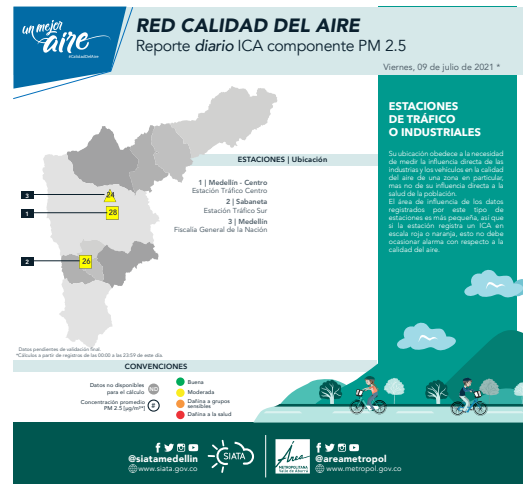 un mejor
aire
#CalidadDelAire
RED CALIDAD DEL AIRE
Reporte diario ICA componente PM 2.5
Viernes, 09 de julio de 2021 *
ESTACIONES | Ubicación
1 | Medellín - Centro
Estación Tráfico Centro
2 | Sabaneta
Estación Tráfico Sur
3 | Medellín
Fiscalía General de la Nación
3
24
1
28
2
26
ESTACIONES
DE TRÁFICO
O INDUSTRIALES
Su ubicación obedece a la necesidad
de medir la influencia directa de las
industrias y los vehículos en la calidad
del aire de una zona en particular,
mas no de su influencia directa a la
salud de la población.
El área de influencia de los datos
registrados por este tipo de
estaciones es más pequeña, así que
si la estación registra un ICA en
escala roja o naranja, esto no debe
ocasionar alarma con respecto a la
calidad del aire.
Datos pendientes de validación final.
*Cálculos a partir de registros de las 00:00 a las 23:59 de este día.
CONVENCIONES
Datos no disponibles
para el cálculo
ND
Concentración promedio
PM 2.5 [µg/m³*]
#
Buena
Moderada
Dañina a grupos
sensibles
Dañina a la salud
@siatamedellin
www.siata.gov.co
SIATA
Área
METROPOLITANA
Valle de Aburrá
@areametropol
www.metropol.gov.co